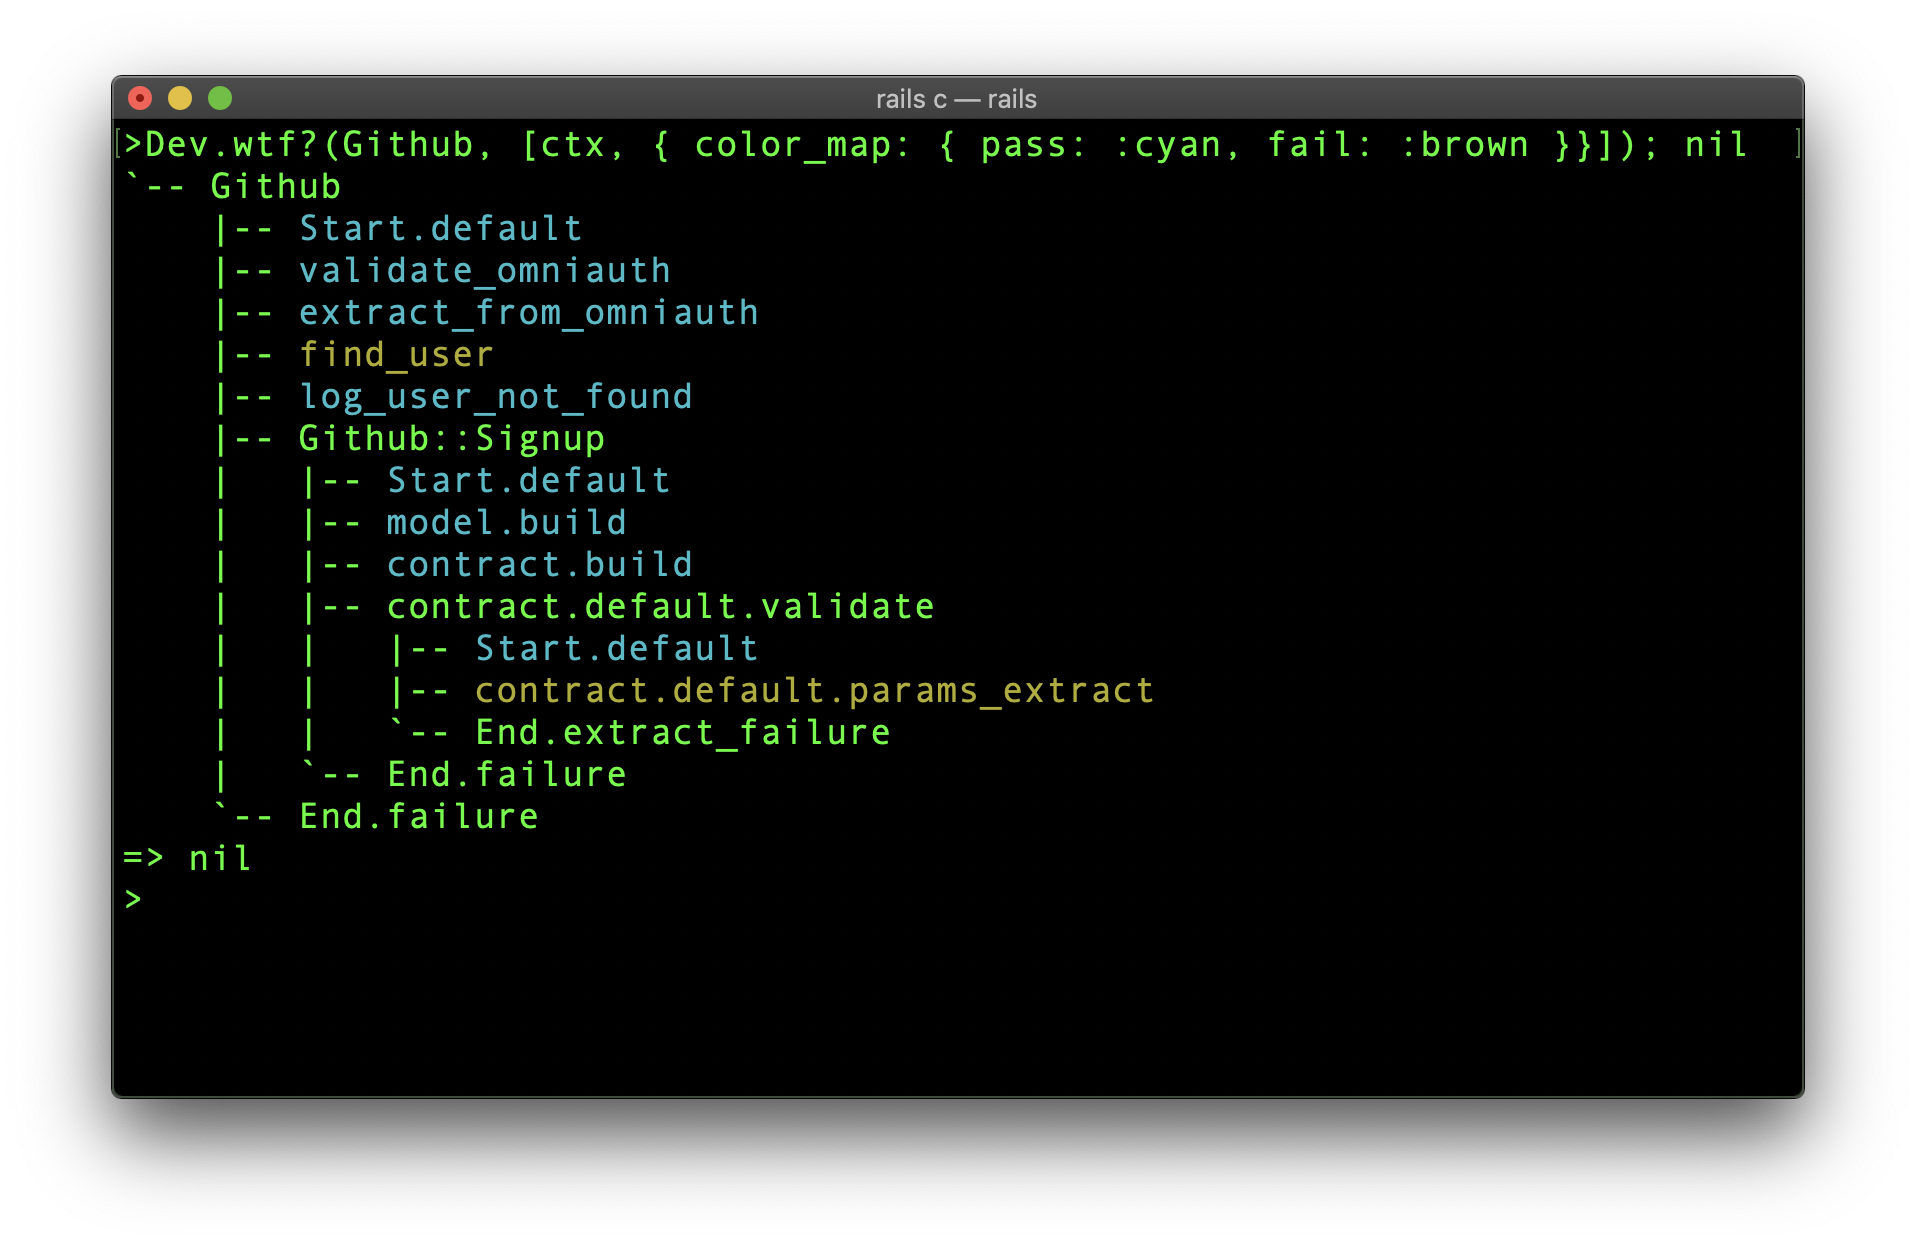 rails c — rails
>Dev.wtf?(Github, [ctx, { color_map: { pass: :cyan, fail: :brown }}]); nil
`-- Github
    |-- Start.default
    |-- validate_omniauth
    |-- extract_from_omniauth
    |-- find_user
    |-- log_user_not_found
    |-- Github::Signup
    |   |-- Start.default
    |   |-- model.build
    |   |-- contract.build
    |   |-- contract.default.validate
    |   |   |-- Start.default
    |   |   |-- contract.default.params_extract
    |   |   `-- End.extract_failure
    |   `-- End.failure
    `-- End.failure
=> nil
>